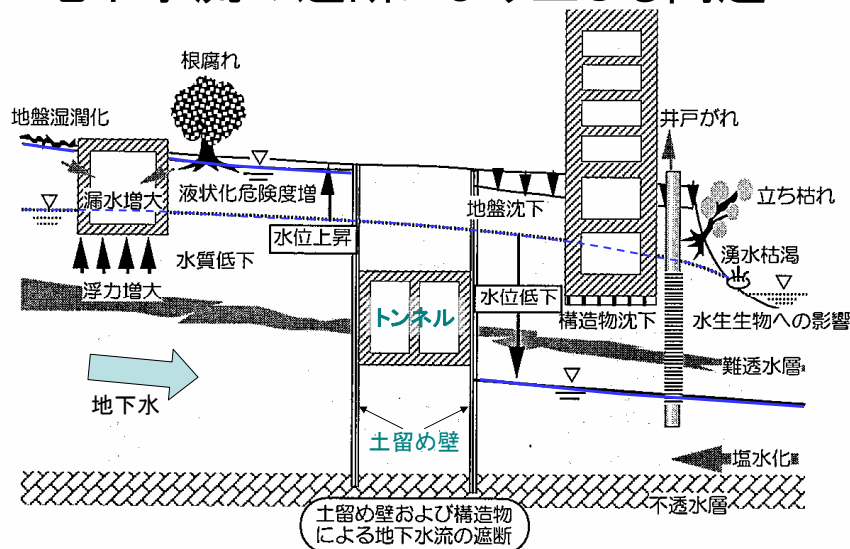 根腐れ
地盤湿潤化
井戸がれ
漏水増大
液状化危険度増
地盤沈下
立ち枯れ
水位上昇
湧水枯渇
水質低下
浮力増大
水位低下
トンネル
構造物沈下
水生生物への影響
難透水層
地下水
土留め壁
塩水化
不透水層
土留め壁および構造物
による地下水流の遮断